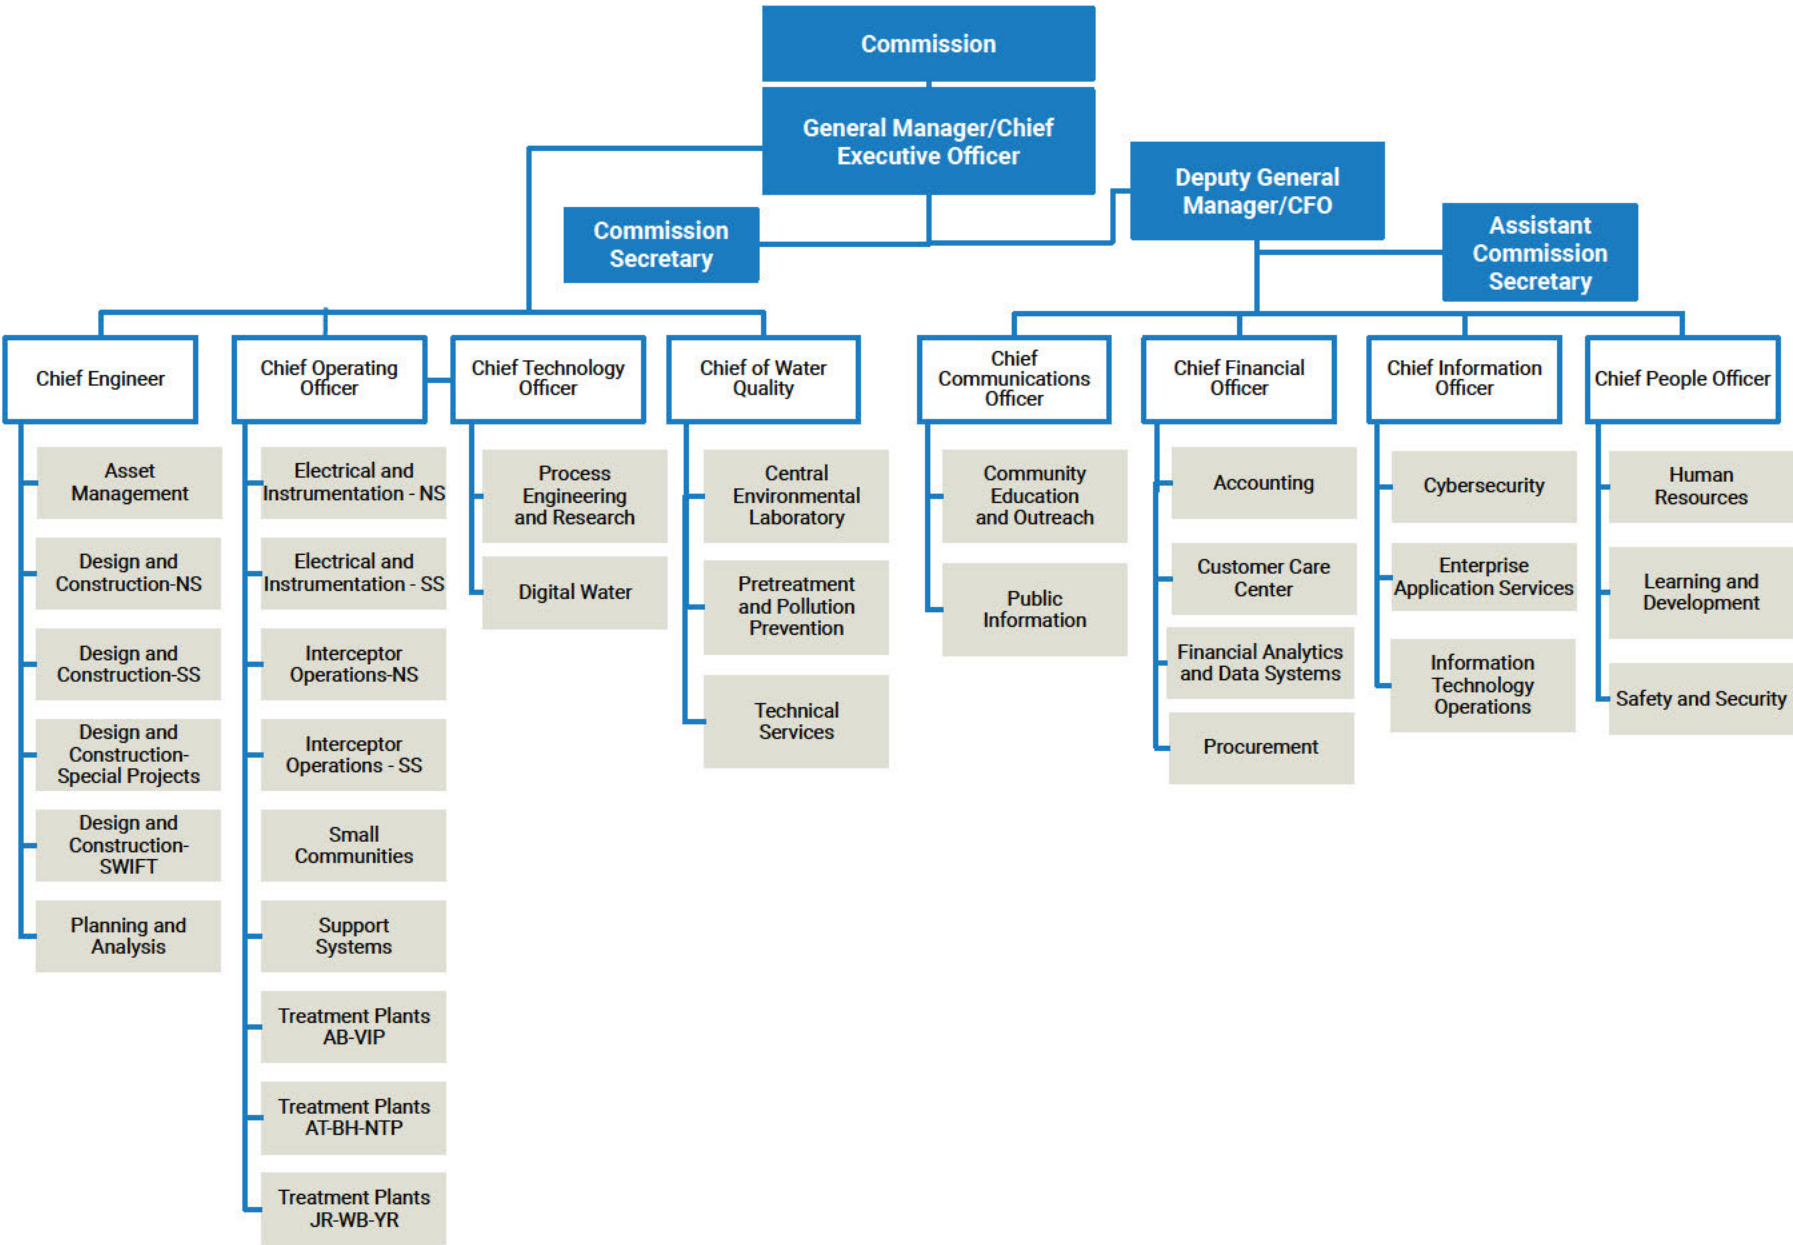 Commission
General Manager/Chief
Executive Officer
Deputy General
Manager/CFO
Commission
Secretary
Assistant
Commission
Secretary
Chief Engineer
Chief Operating
Officer
Chief Technology
Officer
Chief of Water
Quality
Chief
Communications
Officer
Chief Financial
Officer
Chief Information
Officer
Chief People Officer
Asset
Management
Design and
Construction-NS
Design and
Construction-SS
Design and
Construction-
Special Projects
Design and
Construction-
SWIFT
Planning and
Analysis
Electrical and
Instrumentation - NS
Electrical and
Instrumentation - SS
Interceptor
Operations-NS
Interceptor
Operations - SS
Small
Communities
Support
Systems
Treatment Plants
AB-VIP
Treatment Plants
AT-BH-NTP
Treatment Plants
JR-WB-YR
Process
Engineering
and Research
Digital Water
Central
Environmental
Laboratory
Pretreatment
and Pollution
Prevention
Technical
Services
Community
Education
and Outreach
Public
Information
Accounting
Customer Care
Center
Financial Analytics
and Data Systems
Procurement
Cybersecurity
Enterprise
Application Services
Information
Technology
Operations
Human
Resources
Learning and
Development
Safety and Security